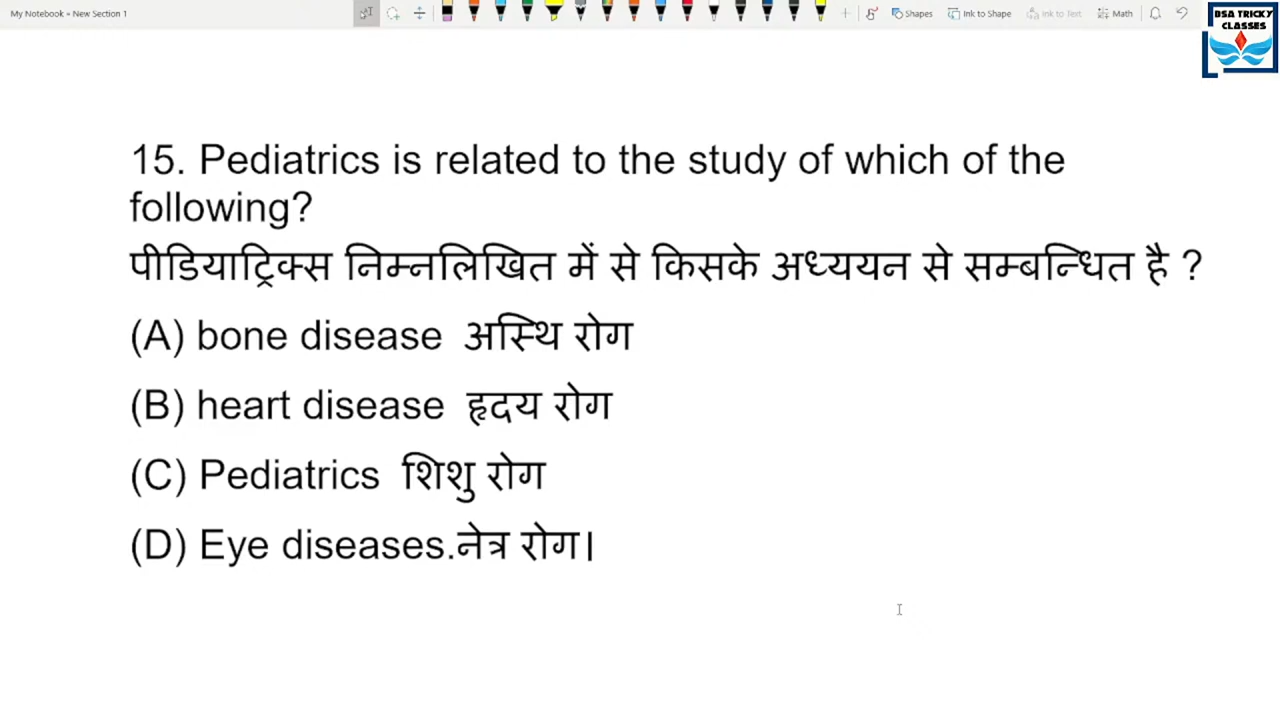 My Notebook » New Section 1
Shapes Ink to Shape Ink to Text Math
BSA TRICKY
CLASSES
15. Pediatrics is related to the study of which of the
following?
पीडियाट्रिक्स निम्नलिखित में से किसके अध्ययन से सम्बन्धित है ?
(A) bone disease अस्थि रोग
(B) heart disease हृदय रोग
(C) Pediatrics शिशु रोग
(D) Eye diseases.नेत्र रोग।